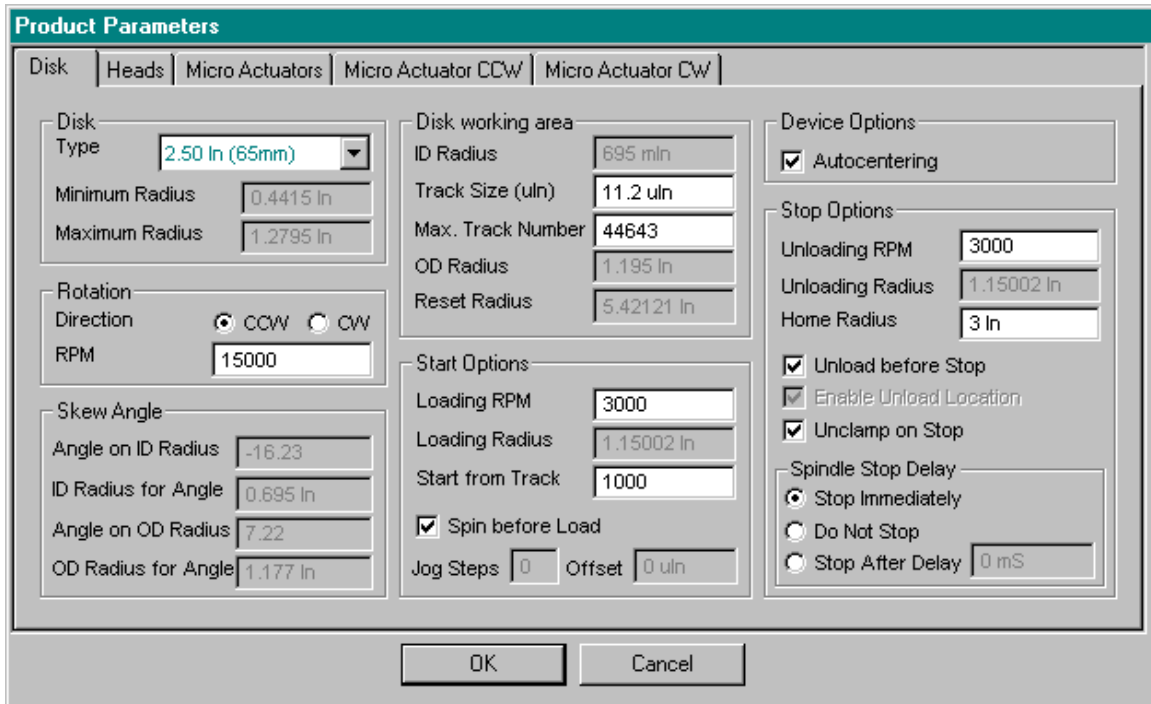 Product Parameters
Disk Heads Micro Actuators Micro Actuator CCW Micro Actuator CW
Disk
Type 2.50 In (65mm)
Minimum Radius 0.4415 In
Maximum Radius 1.2795 In
Rotation
Direction CCW CW
RPM 15000
Skew Angle
Angle on ID Radius -16.23
ID Radius for Angle 0.695 In
Angle on OD Radius 7.22
OD Radius for Angle 1.177 In
Disk working area
ID Radius 695 mIn
Track Size (uIn) 11.2 uIn
Max. Track Number 44643
OD Radius 1.195 In
Reset Radius 5.42121 In
Start Options
Loading RPM 3000
Loading Radius 1.15002 In
Start from Track 1000
Spin before Load
Jog Steps 0 Offset 0 uIn
Device Options
Autocentering
Stop Options
Unloading RPM 3000
Unloading Radius 1.15002 In
Home Radius 3 In
Unload before Stop
Enable Unload Location
Unclamp on Stop
Spindle Stop Delay
Stop Immediately
Do Not Stop
Stop After Delay 0 mS
OK Cancel